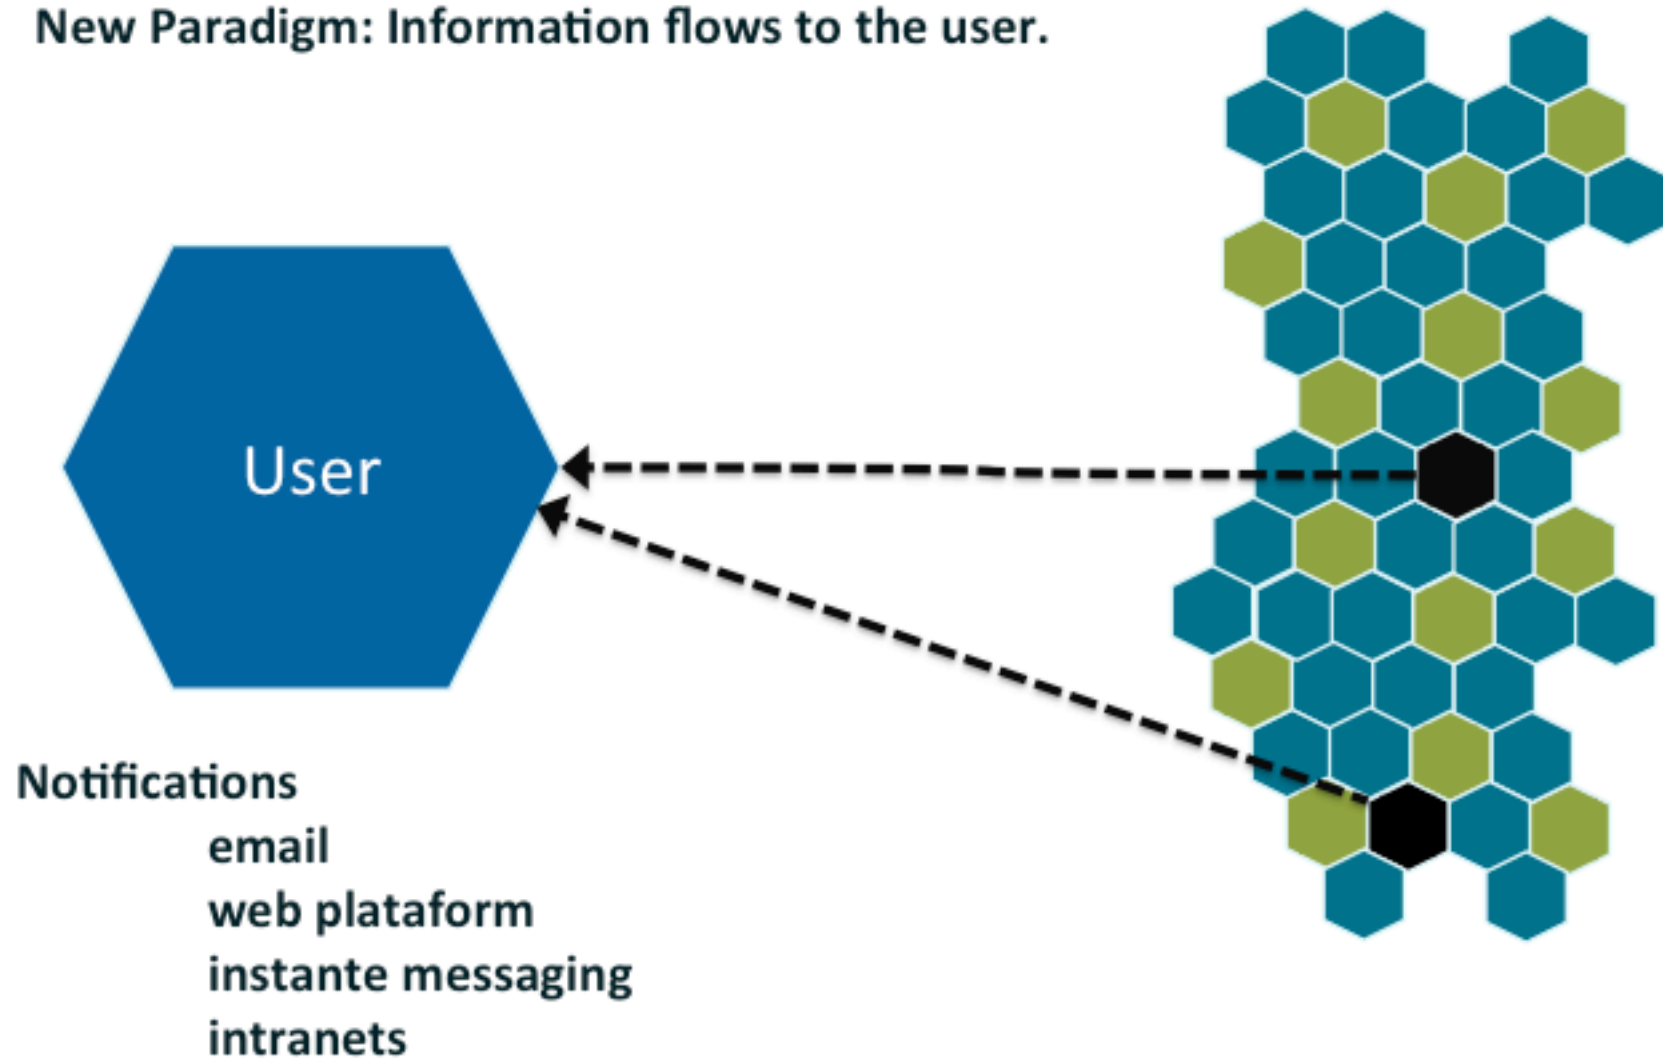 New Paradigm: Information flows to the user.
User
Notifications
email
web plataform
instante messaging
intranets